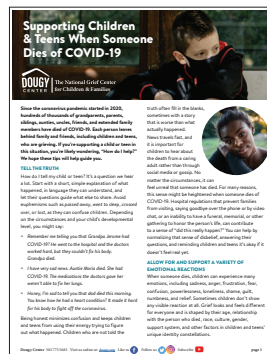 Supporting Children
& Teens When Someone
Dies of COVID-19
DOUGY
CENTER
The National Grief Center
for Children & Families
Since the coronavirus pandemic started in 2020,
hundreds of thousands of grandparents, parents,
siblings, aunties, uncles, friends, and extended family
members have died of COVID-19. Each person leaves
behind family and friends, including children and teens,
who are grieving. If you're supporting a child or teen in
this situation, you're likely wondering, "How do I help?"
We hope these tips will help guide you.
TELL THE TRUTH
How do I tell my child or teen? It's a question we hear
a lot. Start with a short, simple explanation of what
happened, in language they can understand, and
let their questions guide what else to share. Avoid
euphemisms such as passed away, went to sleep, crossed
over, or lost, as they can confuse children. Depending
on the circumstances and your child's developmental
level, you might say:
• Remember me telling you that Grandpa Jerome had
COVID-19? He went to the hospital and the doctors
worked hard, but they couldn't fix his body.
Grandpa died.
• I have very sad news. Auntie Maria died. She had
COVID-19. The medications the doctors gave her
weren't able to fix her lungs.
• Honey, I'm sad to tell you that dad died this morning.
You know how he had a heart condition? It made it hard
for his body to fight off the coronavirus.
Being honest minimizes confusion and keeps children
and teens from using their energy trying to figure
out what happened. Children who are not told the
truth often fill in the blanks,
sometimes with a story
that is worse than what
actually happened.
News travels fast, and
it is important for
children to hear about
the death from a caring
adult rather than through
social media or gossip. No
matter the circumstances, it can
feel unreal that someone has died. For many reasons,
this sense might be heightened when someone dies of
COVID-19. Hospital regulations that prevent families
from visiting, saying goodbye over the phone or by video
chat, or an inability to have a funeral, memorial, or other
gathering to honor the person's life, can contribute
to a sense of "did this really happen?" You can help by
normalizing that sense of disbelief, answering their
questions, and reminding children and teens it's okay if it
doesn't feel real yet.
ALLOW FOR AND SUPPORT A VARIETY OF
EMOTIONAL REACTIONS
When someone dies, children can experience many
emotions, including sadness, anger, frustration, fear,
confusion, powerlessness, loneliness, shame, guilt,
numbness, and relief. Sometimes children don't show
any visible reaction at all. Grief looks and feels different
for everyone and is shaped by their age, relationship
with the person who died, race, culture, gender,
support system, and other factors in children and teens'
unique identity constellations.
Dougy Center
Visit us online at
Like us
Follow us
Subscribe
page 1